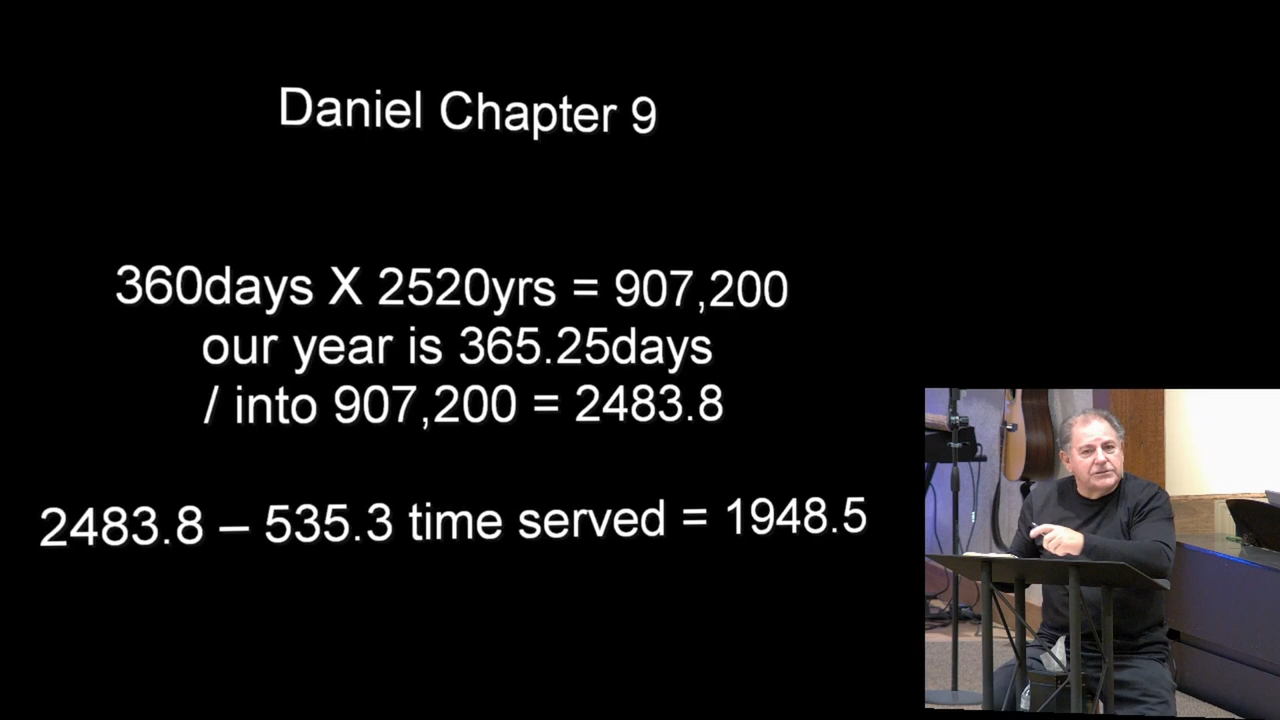 Daniel Chapter 9
360days X 2520yrs = 907,200
our year is 365.25days
/ into 907,200 = 2483.8
2483.8 – 535.3 time served = 1948.5